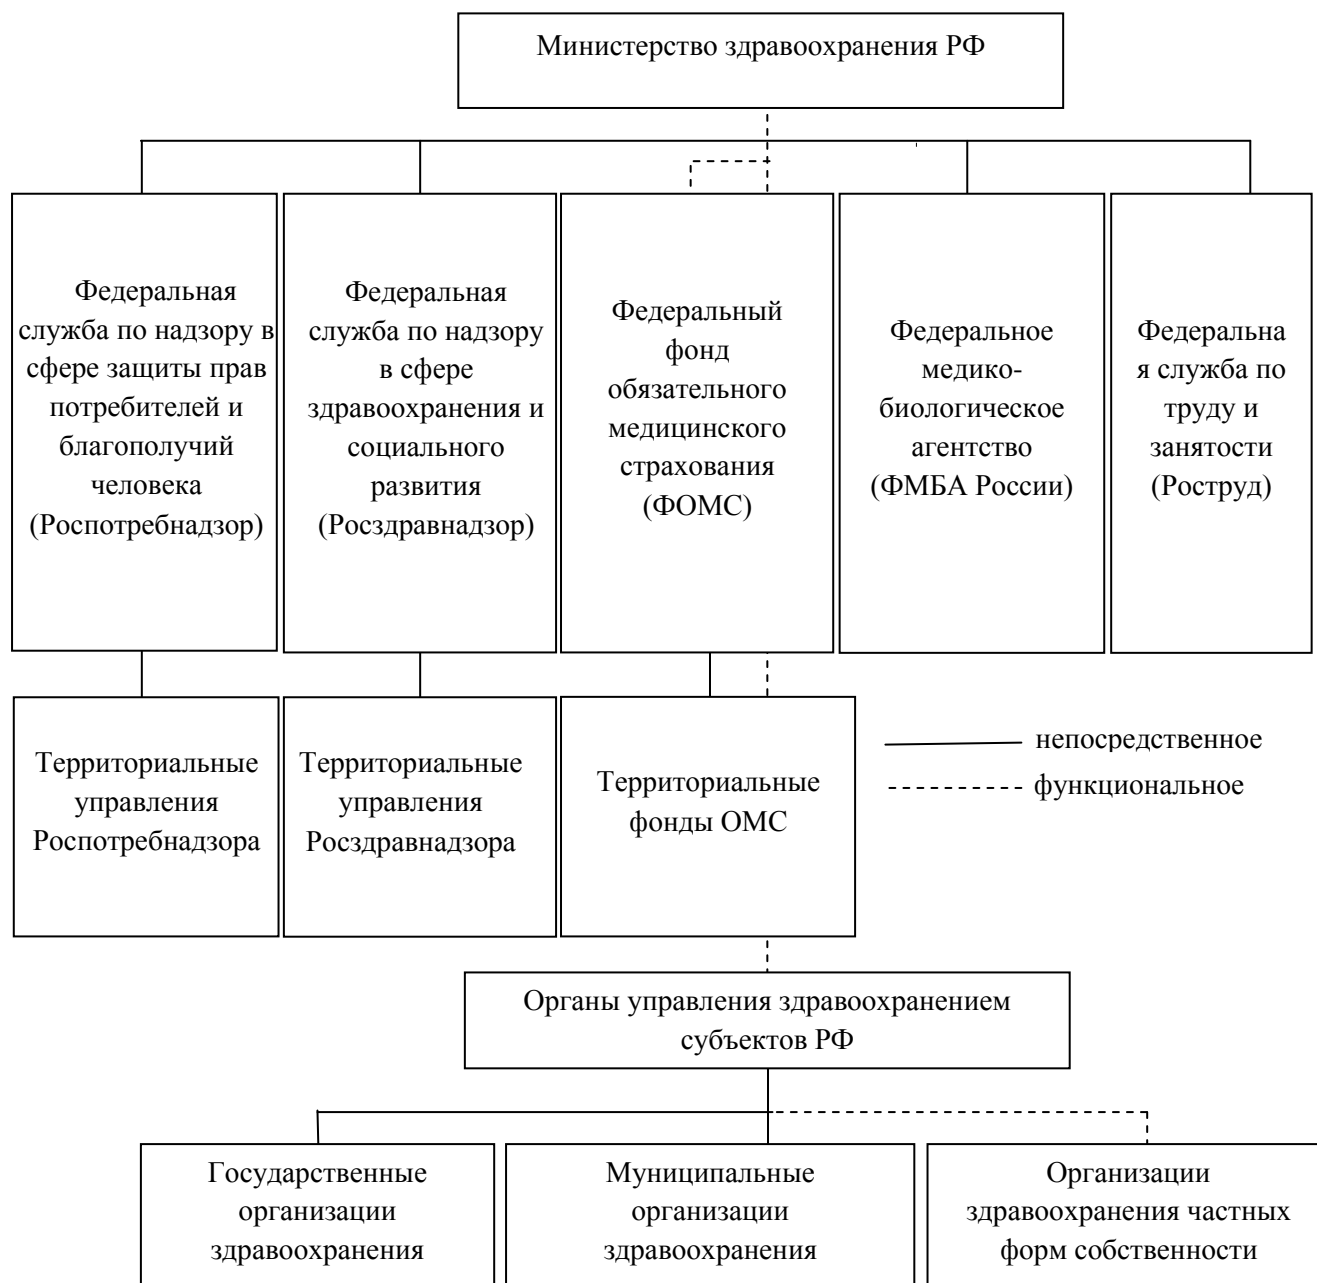 Министерство здравоохранения РФ
Федеральная
служба по надзору в
сфере защиты прав
потребителей и
благополучий
человека
(Роспотребнадзор)
Федеральная
служба по надзору
в сфере
здравоохранения и
социального
развития
(Росздравнадзор)
Федеральный
фонд
обязательного
медицинского
страхования
(ФОМС)
Федеральное
медико-
биологическое
агентство
(ФМБА России)
Федеральна
я служба по
труду и
занятости
(Роструд)
Территориальные
управления
Роспотребнадзора
Территориальные
управления
Росздравнадзора
Территориальные
фонды ОМС
непосредственное
функциональное
Органы управления здравоохранением
субъектов РФ
Государственные
организации
здравоохранения
Муниципальные
организации
здравоохранения
Организации
здравоохранения частных
форм собственности